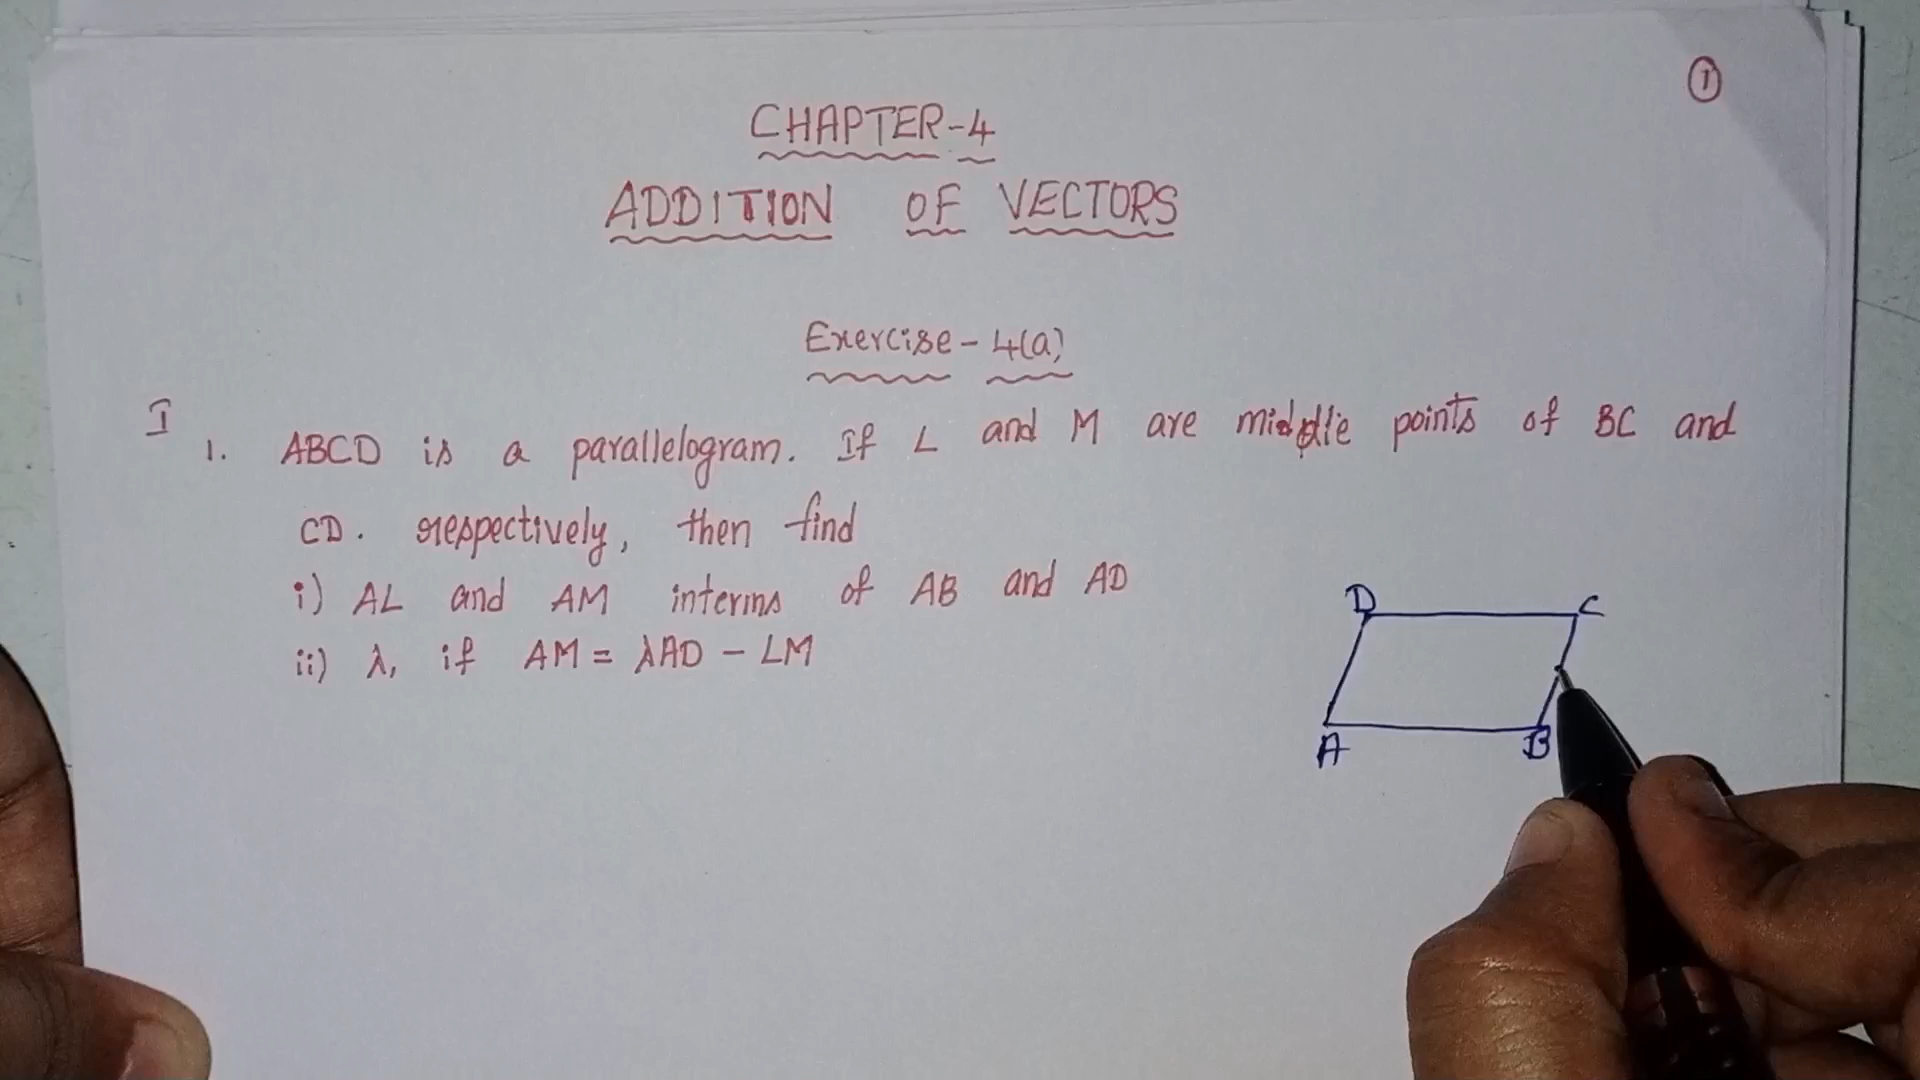 1
CHAPTER-4
ADDITION OF VECTORS
Exercise - 4(a)
I
1. ABCD is a parallelogram. If L and M are middle points of BC and
CD. respectively, then find
i) AL and AM interms of AB and AD
ii) λ, if AM = λAD - LM
D C
A B